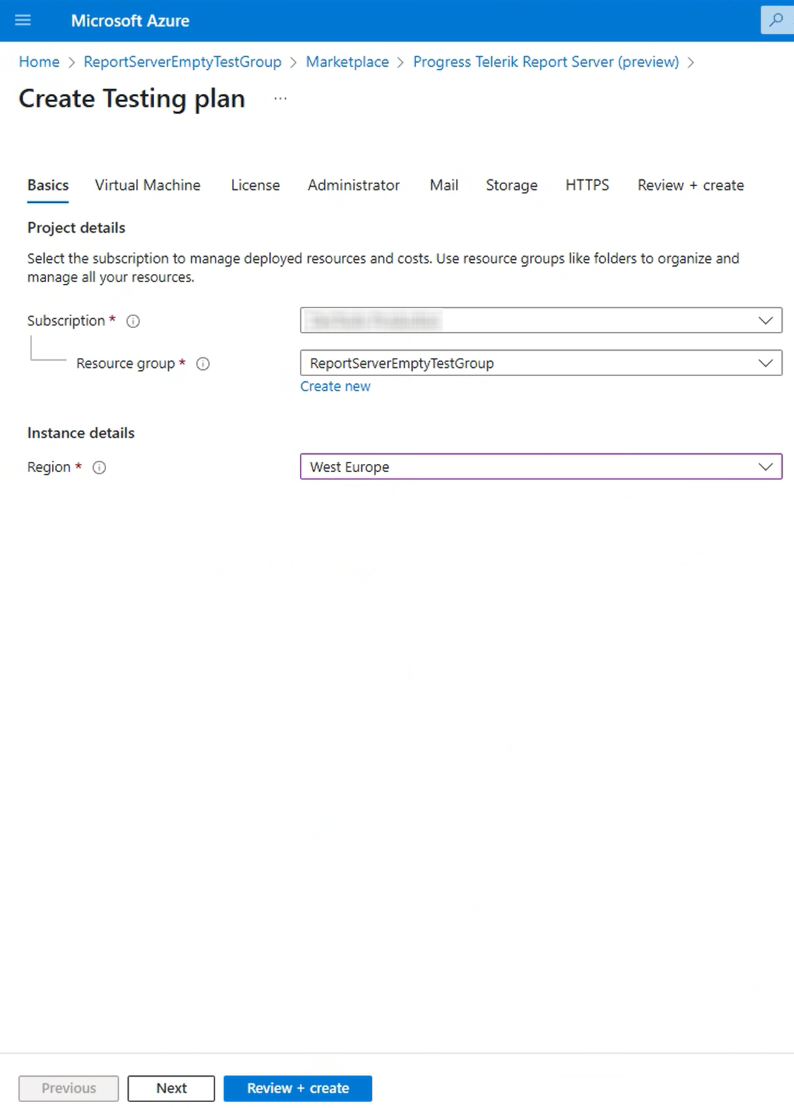 Microsoft Azure
Home > ReportServerEmptyTestGroup > Marketplace > Progress Telerik Report Server (preview) >
Create Testing plan ...
Basics Virtual Machine License Administrator Mail Storage HTTPS Review + create
Project details
Select the subscription to manage deployed resources and costs. Use resource groups like folders to organize and
manage all your resources.
Subscription *
Resource group * ReportServerEmptyTestGroup
Create new
Instance details
Region * West Europe
Previous Next Review + create